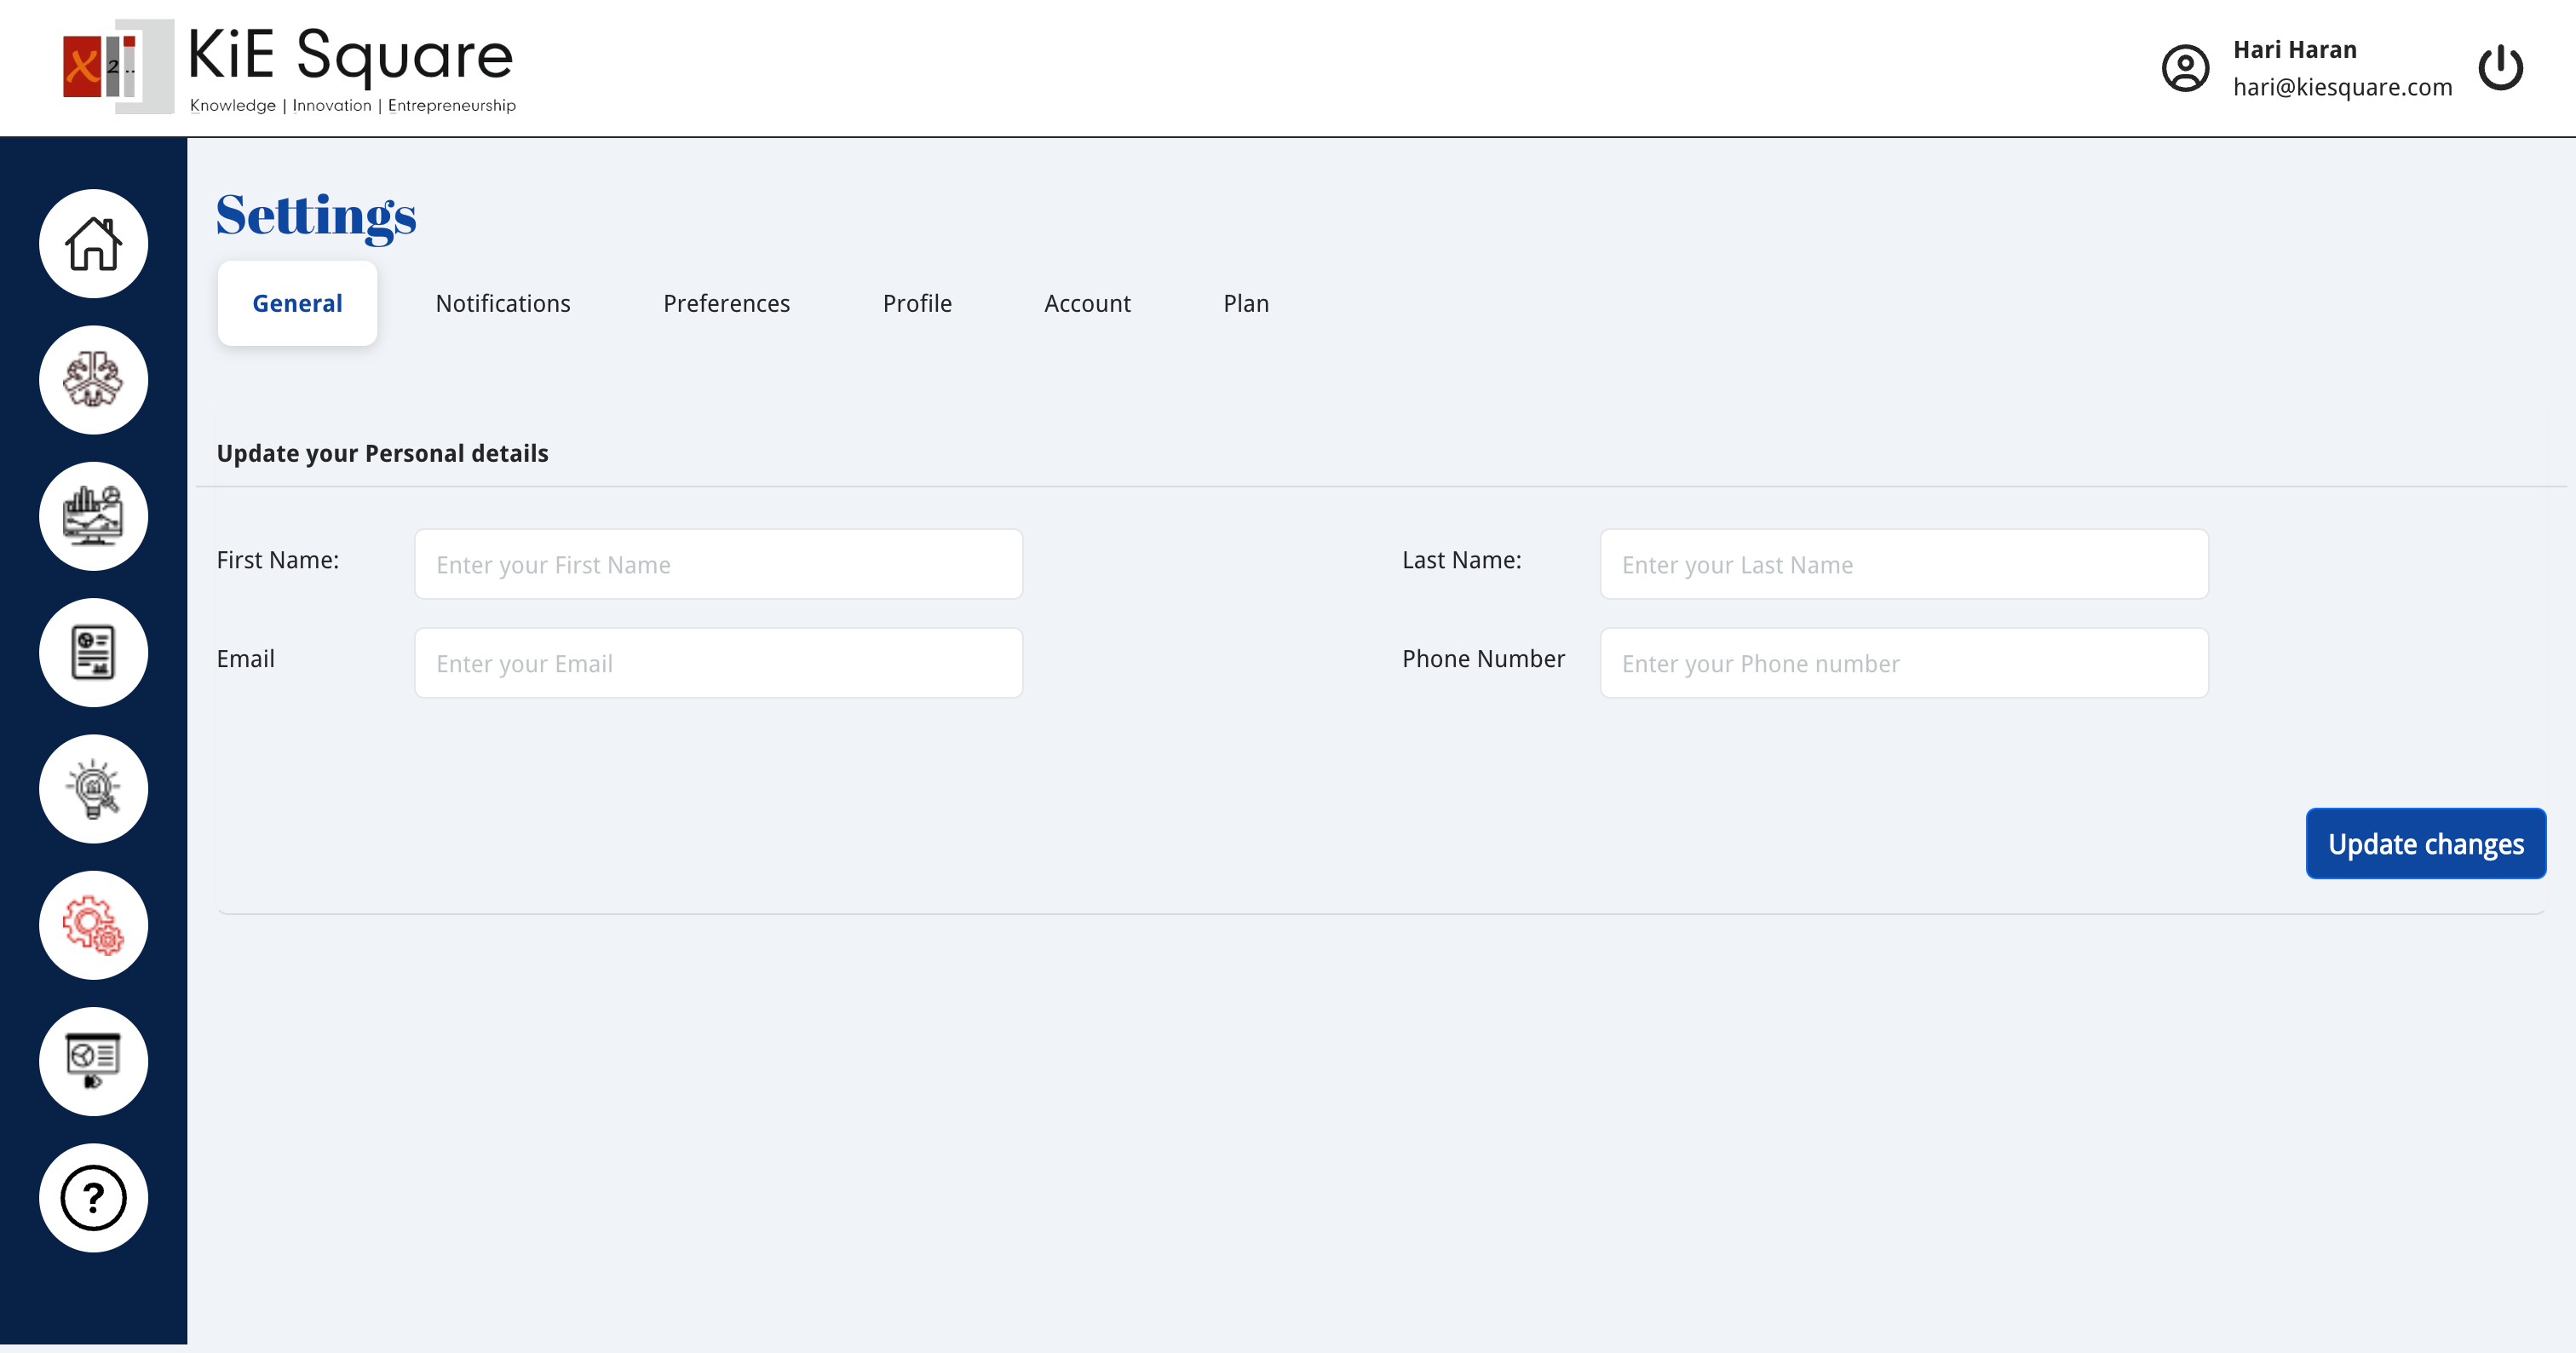 x 2 ..
KiE Square
Knowledge | Innovation | Entrepreneurship
Hari Haran
hari@kiesquare.com
Settings
General Notifications Preferences Profile Account Plan
Update your Personal details
First Name: Enter your First Name Last Name: Enter your Last Name
Email Enter your Email Phone Number Enter your Phone number
Update changes
?